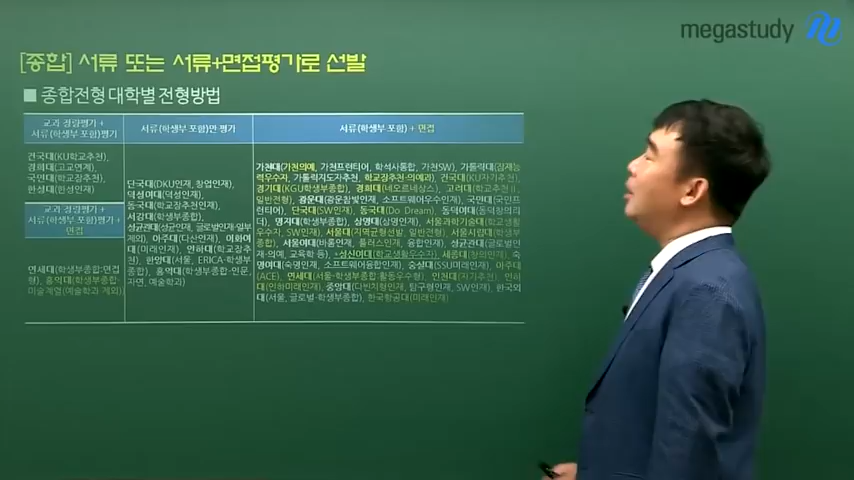 megastudy
[종합] 서류 또는 서류+면접평가로 선발
■ 종합전형 대학별 전형방법
교과 정량평가 +
서류(학생부 포함)평가
서류(학생부 포함)만 평가
서류(학생부 포함) + 면접
건국대(KU학교추천),
경희대(고교연계),
국민대(학교장추천),
한성대(한성인재)
교과 정량평가 +
서류(학생부 포함)평가 +
면접
연세대(학생부종합-면접
형), 홍익대(학생부종합-
미술계열(예술학과 제외)
단국대(DKU인재, 창업인재),
덕성여대(덕성인재),
동국대(학교장추천인재),
서강대(학생부종합),
성균관대(성균인재, 글로벌인재-일부
제외), 아주대(다산인재), 이화여
대(미래인재), 인하대(학교장추
천), 한양대(서울, ERICA-학생부
종합), 홍익대(학생부종합-인문,
자연, 예술학과)
가천대(가천의예, 가천프런티어, 학석사통합, 가천SW), 가톨릭대(잠재능
력우수자, 가톨릭지도자추천, 학교장추천-의예과), 건국대(KU자기추천),
경기대(KGU학생부종합), 경희대(네오르네상스), 고려대(학교추천II,
일반전형), 광운대(광운참빛인재, 소프트웨어우수인재), 국민대(국민프
런티어), 단국대(SW인재), 동국대(Do Dream), 동덕여대(동덕창의리
더), 명지대(학생부종합), 상명대(상명인재), 서울과학기술대(학교생활
우수자, SW인재), 서울대(지역균형선발, 일반전형), 서울시립대(학생부
종합), 서울여대(바롬인재, 플러스인재, 융합인재), 성균관대(글로벌인
재-의예, 교육학 등), 성신여대(학교생활우수자), 세종대(창의인재), 숙
명여대(숙명인재, 소프트웨어융합인재), 숭실대(SSU미래인재), 아주대
(ACE), 연세대(서울-학생부종합:활동우수형), 인천대(자기추천), 인하
대(인하미래인재), 중앙대(다빈치형인재, 탐구형인재, SW인재), 한국외
대(서울, 글로벌-학생부종합), 한국항공대(미래인재)